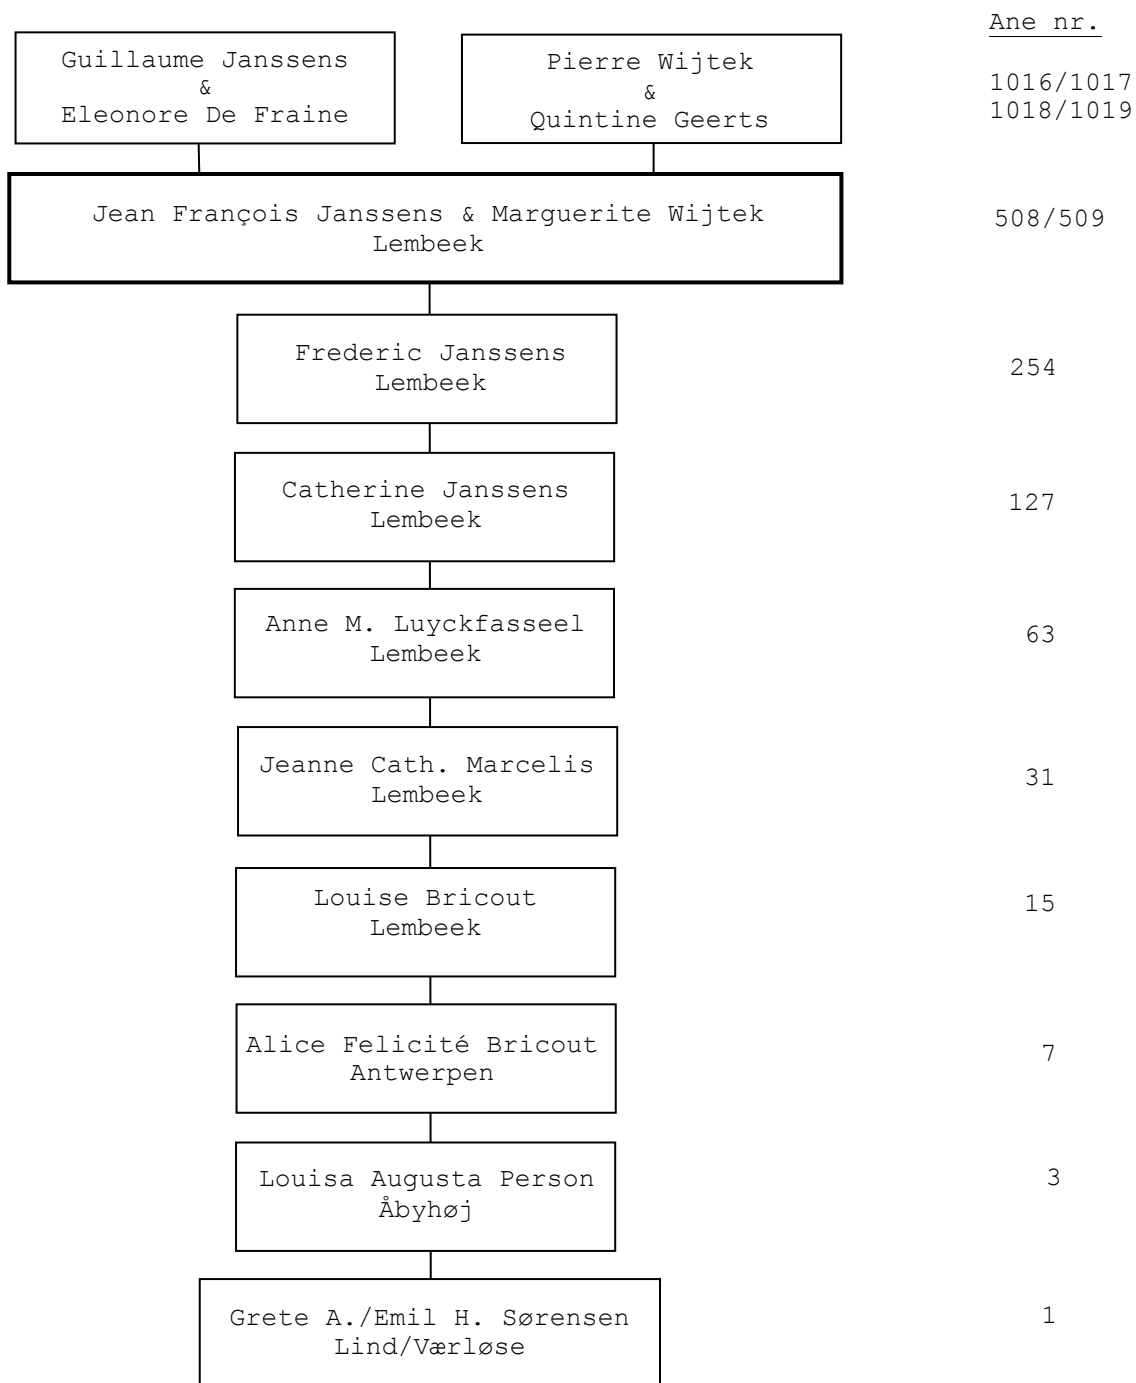 Ane nr.
Guillaume Janssens
&
Eleonore De Fraine
Pierre Wijtek
&
Quintine Geerts
1016/1017
1018/1019
Jean François Janssens & Marguerite Wijtek
Lembeek
508/509
Frederic Janssens
Lembeek
254
Catherine Janssens
Lembeek
127
Anne M. Luyckfasseel
Lembeek
63
Jeanne Cath. Marcelis
Lembeek
31
Louise Bricout
Lembeek
15
Alice Felicité Bricout
Antwerpen
7
Louisa Augusta Person
Åbyhøj
3
Grete A./Emil H. Sørensen
Lind/Værløse
1